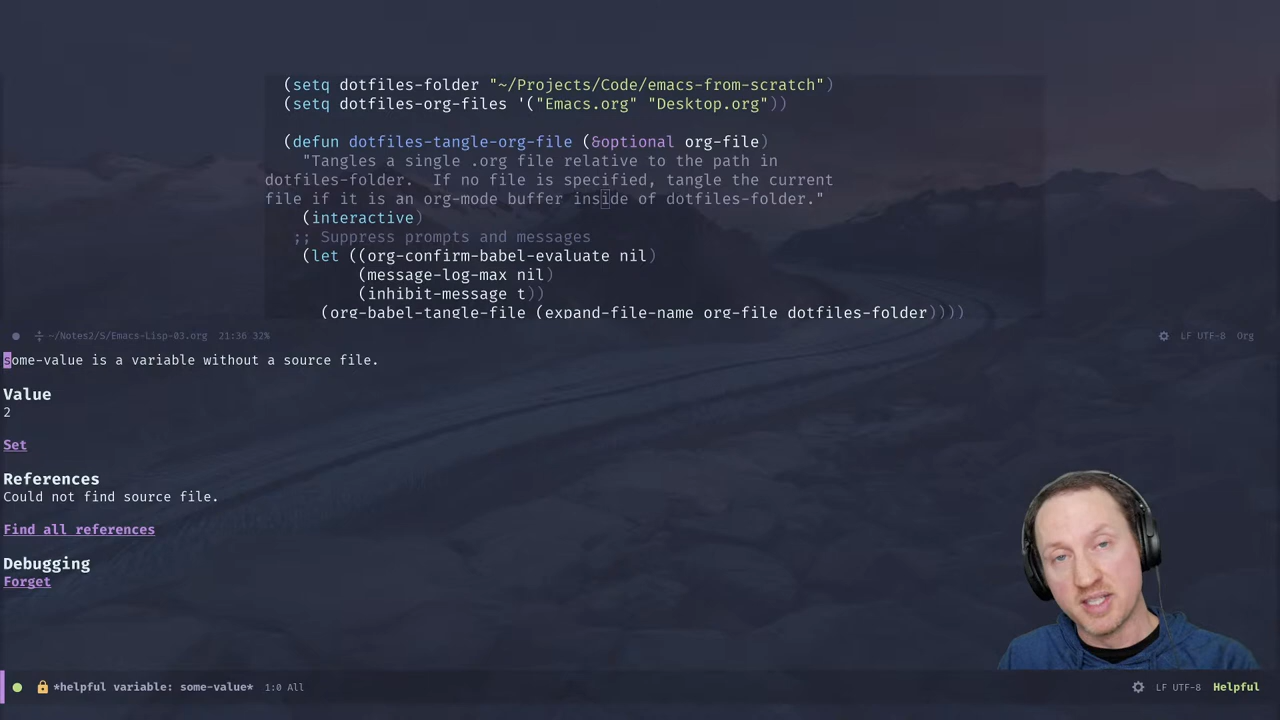 (setq dotfiles-folder "~/Projects/Code/emacs-from-scratch")
(setq dotfiles-org-files '("Emacs.org" "Desktop.org"))
(defun dotfiles-tangle-org-file (&optional org-file)
"Tangles a single .org file relative to the path in
dotfiles-folder.  If no file is specified, tangle the current
file if it is an org-mode buffer inside of dotfiles-folder."
(interactive)
;; Suppress prompts and messages
(let ((org-confirm-babel-evaluate nil)
(message-log-max nil)
(inhibit-message t))
(org-babel-tangle-file (expand-file-name org-file dotfiles-folder))))
~/Notes2/S/Emacs-Lisp-03.org 21:36 32% LF UTF-8 Org
some-value is a variable without a source file.
Value
2
Set
References
Could not find source file.
Find all references
Debugging
Forget
*helpful variable: some-value* 1:0 All LF UTF-8 Helpful